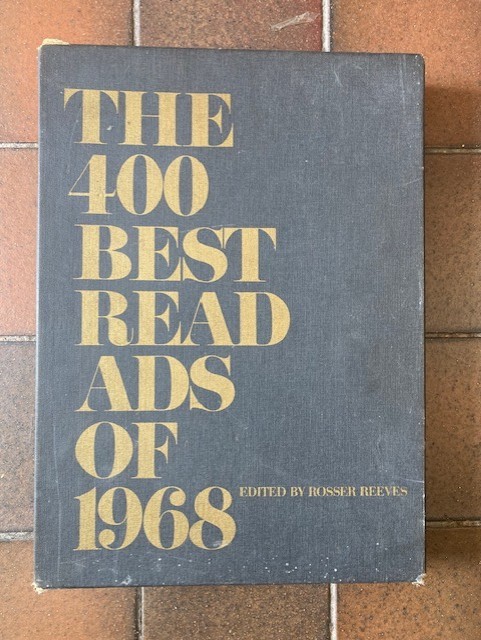 THE
400
BEST
READ
ADS
OF
1968
EDITED BY ROSSER REEVES